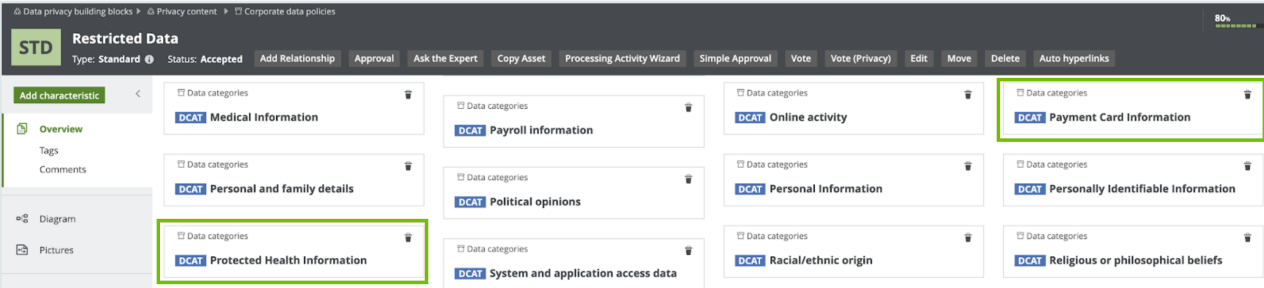 Data privacy building blocks Privacy content Corporate data policies
80%
STD
Restricted Data
Type: Standard Status: Accepted
Add Relationship Approval Ask the Expert Copy Asset Processing Activity Wizard Simple Approval Vote Vote (Privacy) Edit Move Delete Auto hyperlinks
Add characteristic
Overview
Tags
Comments
Diagram
Pictures
Data categories
DCAT Medical Information
Data categories
DCAT Payroll information
Data categories
DCAT Online activity
Data categories
DCAT Payment Card Information
Data categories
DCAT Personal and family details
Data categories
DCAT Political opinions
Data categories
DCAT Personal Information
Data categories
DCAT Personally Identifiable Information
Data categories
DCAT Protected Health Information
Data categories
DCAT System and application access data
Data categories
DCAT Racial/ethnic origin
Data categories
DCAT Religious or philosophical beliefs